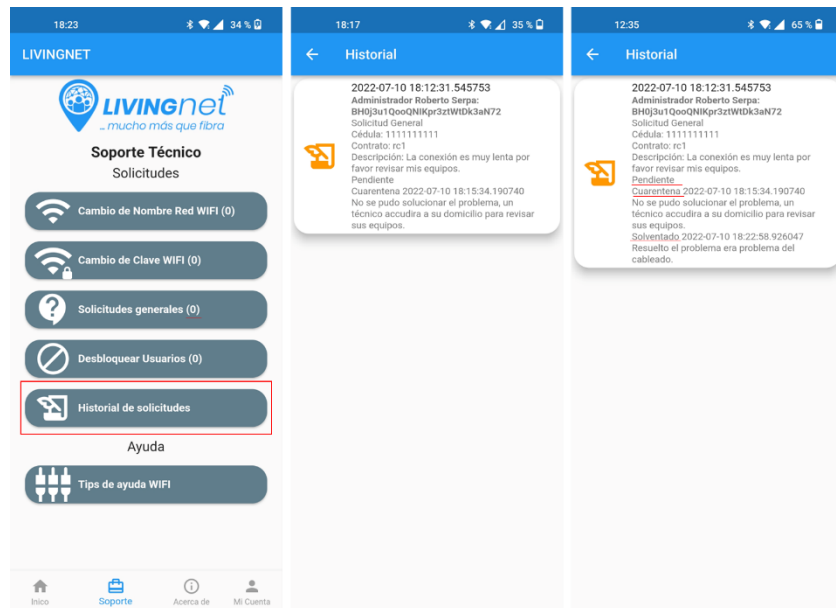 18:23
34 %
LIVINGNET
LIVINGnet
... mucho más que fibra
Soporte Técnico
Solicitudes
Cambio de Nombre Red WIFI (0)
Cambio de Clave WIFI (0)
Solicitudes generales (0)
Desbloquear Usuarios (0)
Historial de solicitudes
Ayuda
Tips de ayuda WIFI
Inico
Soporte
Acerca de
Mi Cuenta
18:17
35 %
Historial
2022-07-10 18:12:31.545753
Administrador Roberto Serpa:
BH0j3u1QooQNIKpr3ztWtDk3aN72
Solicitud General
Cédula: 1111111111
Contrato: rc1
Descripción: La conexión es muy lenta por
favor revisar mis equipos.
Pendiente
Cuarentena 2022-07-10 18:15:34.190740
No se pudo solucionar el problema, un
técnico accudira a su domicilio para revisar
sus equipos.
12:35
65 %
Historial
2022-07-10 18:12:31.545753
Administrador Roberto Serpa:
BH0j3u1QooQNIKpr3ztWtDk3aN72
Solicitud General
Cédula: 1111111111
Contrato: rc1
Descripción: La conexión es muy lenta por
favor revisar mis equipos.
Pendiente
Cuarentena 2022-07-10 18:15:34.190740
No se pudo solucionar el problema, un
técnico accudira a su domicilio para revisar
sus equipos.
Solventado 2022-07-10 18:22:58.926047
Resuelto el problema era problema del
cableado.